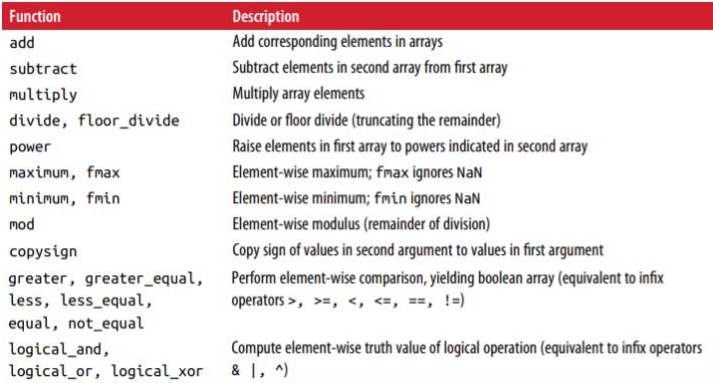 Function Description
add Add corresponding elements in arrays
subtract Subtract elements in second array from first array
multiply Multiply array elements
divide, floor_divide Divide or floor divide (truncating the remainder)
power Raise elements in first array to powers indicated in second array
maximum, fmax Element-wise maximum; fmax ignores NaN
minimum, fmin Element-wise minimum; fmin ignores NaN
mod Element-wise modulus (remainder of division)
copysign Copy sign of values in second argument to values in first argument
greater, greater_equal, Perform element-wise comparison, yielding boolean array (equivalent to infix
less, less_equal, operators >, >=, <, <=, ==, !=)
equal, not_equal
logical_and, Compute element-wise truth value of logical operation (equivalent to infix operators
logical_or, logical_xor & |, ^)